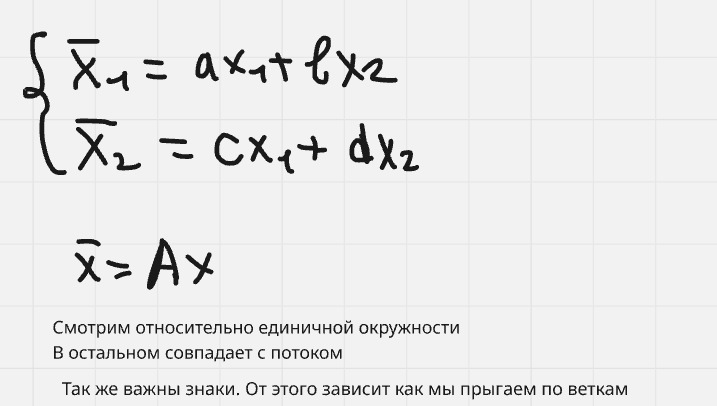 x̄₁ = ax₁ + bx₂
x̄₂ = cx₁ + dx₂
x̄ = Ax
Смотрим относительно единичной окружности
В остальном совпадает с потоком
Так же важны знаки. От этого зависит как мы прыгаем по веткам